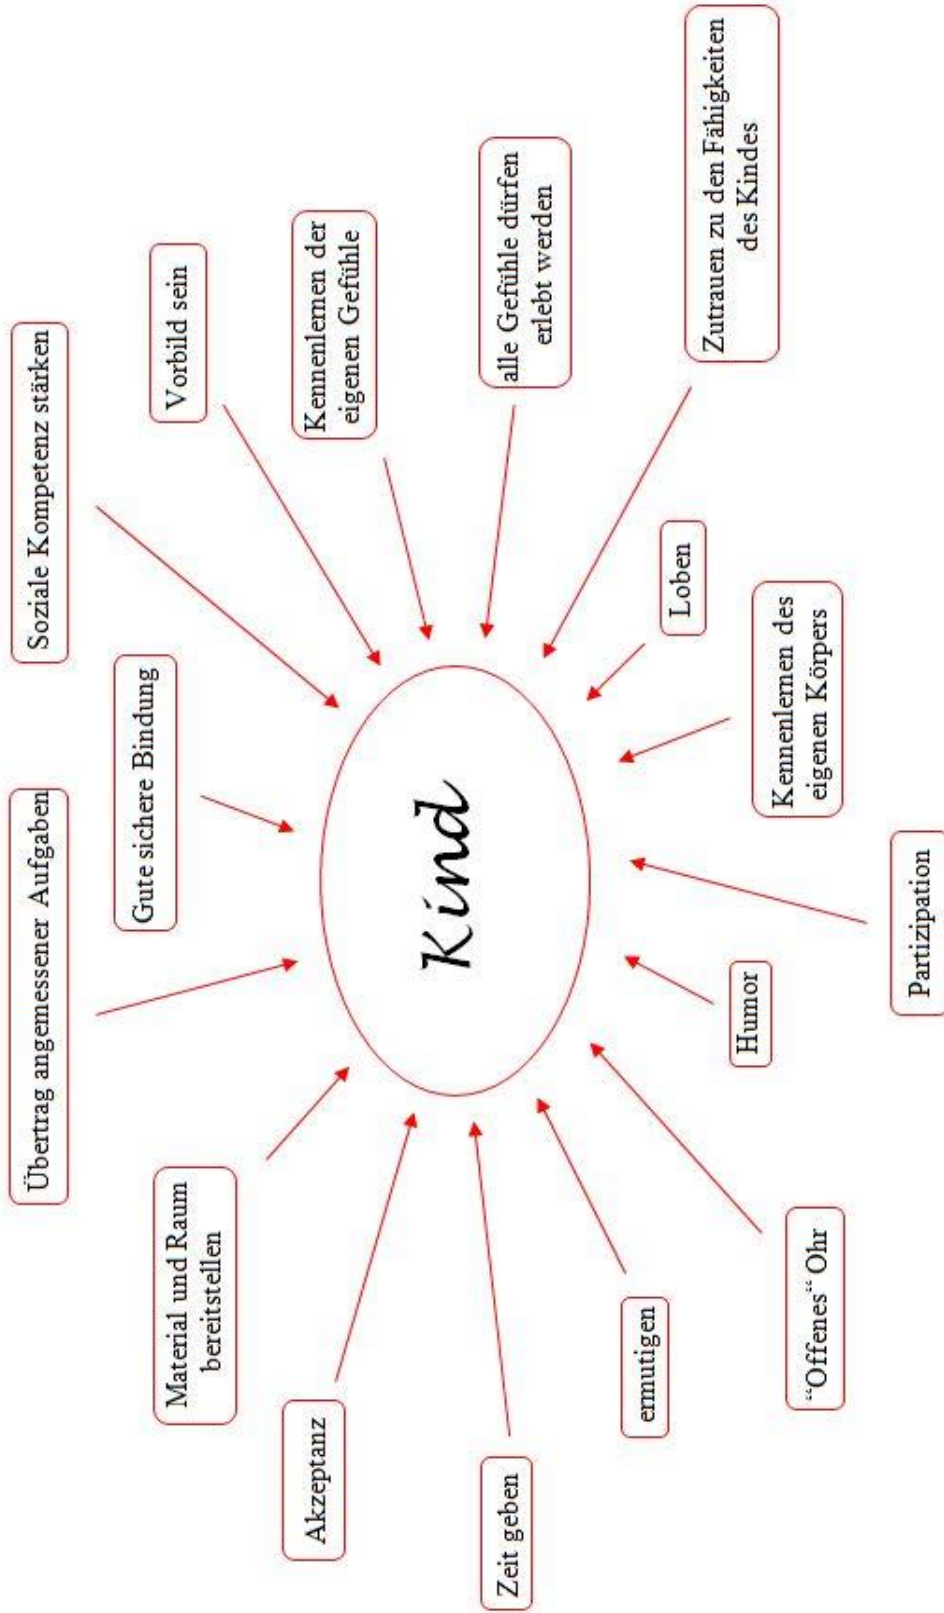 Übertrag angemessener Aufgaben
Soziale Kompetenz stärken
Gute sichere Bindung
Vorbild sein
Material und Raum
bereitstellen
Kennenlernen der
eigenen Gefühle
Akzeptanz
Kind
alle Gefühle dürfen
erlebt werden
Zeit geben
ermutigen
Loben
Zutrauen zu den Fähigkeiten
des Kindes
Humor
Kennenlernen des
eigenen Körpers
“Offenes“ Ohr
Partizipation